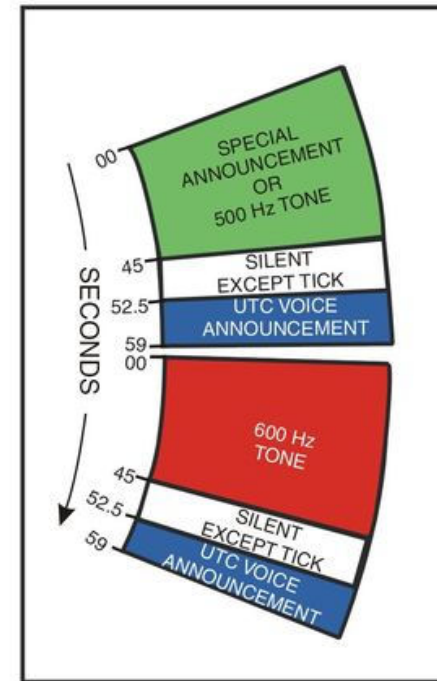 00
SPECIAL
ANNOUNCEMENT
OR
500 Hz TONE
45
SILENT
EXCEPT TICK
52.5
UTC VOICE
ANNOUNCEMENT
59
SECONDS
00
600 Hz
TONE
45
SILENT
EXCEPT TICK
52.5
UTC VOICE
ANNOUNCEMENT
59